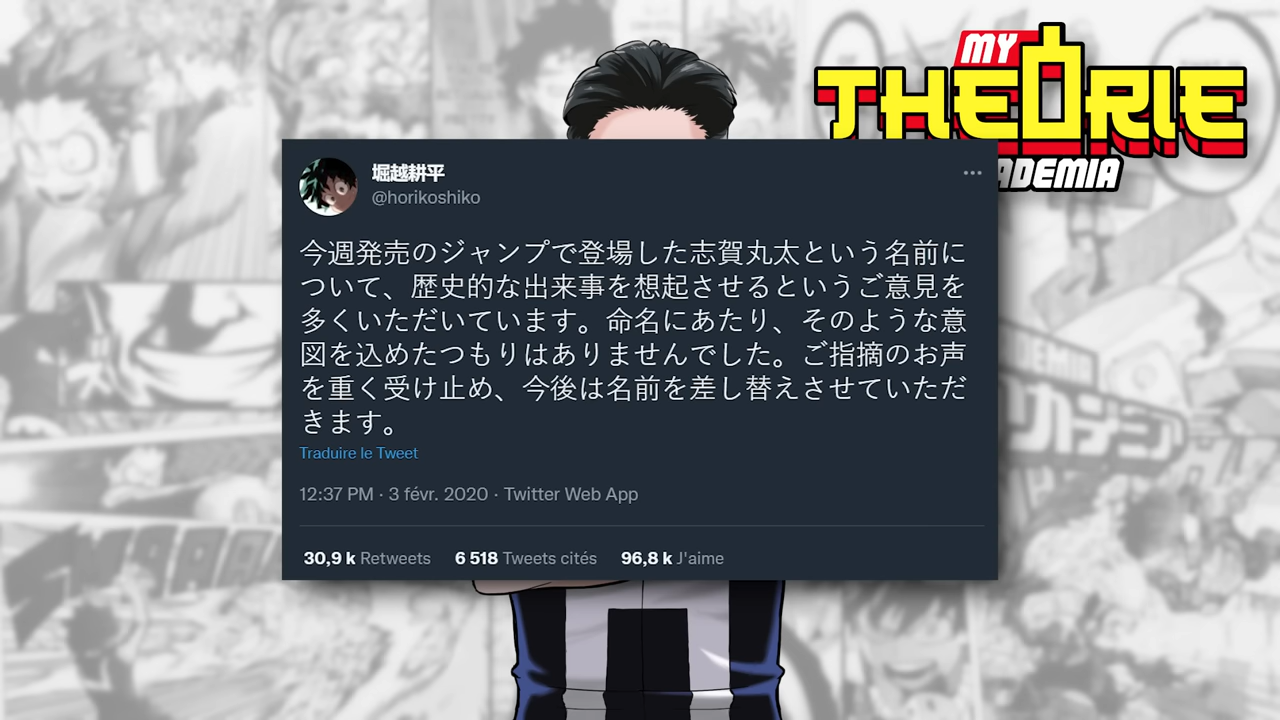 MY
THEORIE
ADEMIA
堀越耕平
@horikoshiko
今週発売のジャンプで登場した志賀丸太という名前に
ついて、歴史的な出来事を想起させるというご意見を
多くいただいています。命名にあたり、そのような意
図を込めたつもりはありませんでした。ご指摘のお声
を重く受け止め、今後は名前を差し替えさせていただ
きます。
Traduire le Tweet
12:37 PM · 3 févr. 2020 · Twitter Web App
30,9 k Retweets 6 518 Tweets cités 96,8 k J'aime